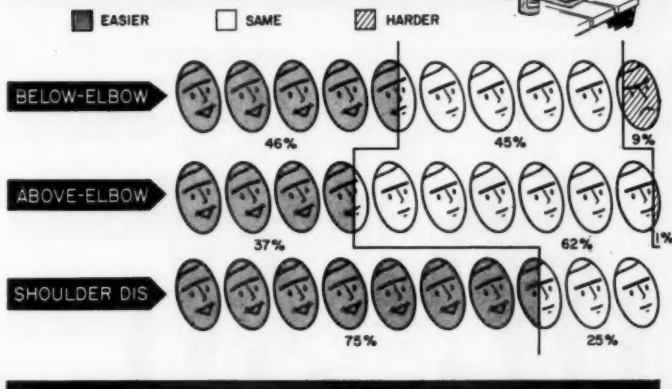 EASIER SAME HARDER
BELOW-ELBOW
46% 45% 9%
ABOVE-ELBOW
37% 62% 1%
SHOULDER DIS
75% 25%